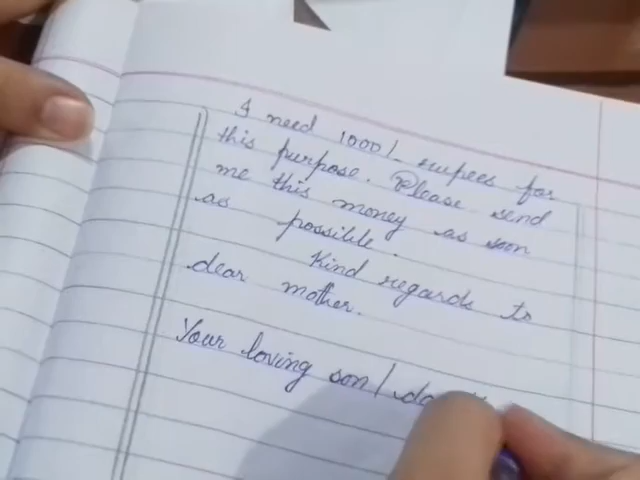 I need 1000/- rupees for
this purpose. Please send
me this money as soon
as possible.
Kind regards to
dear mother.
Your loving son/